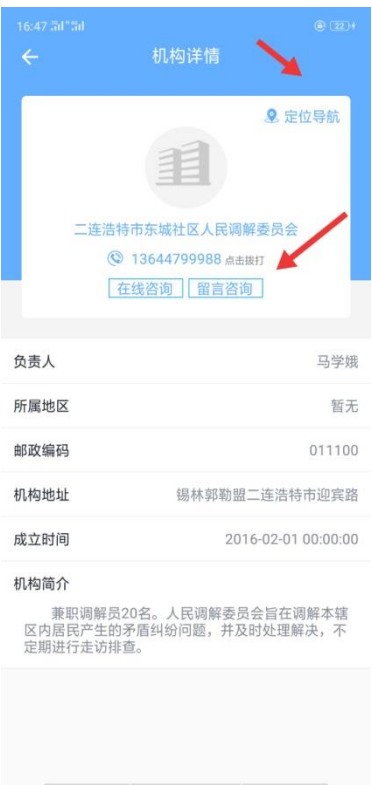 16:47
22
机构详情
定位导航
二连浩特市东城社区人民调解委员会
13644799988 点击拨打
在线咨询 留言咨询
负责人 马学娥
所属地区 暂无
邮政编码 011100
机构地址 锡林郭勒盟二连浩特市迎宾路
成立时间 2016-02-01 00:00:00
机构简介
兼职调解员20名。人民调解委员会旨在调解本辖
区内居民产生的矛盾纠纷问题，并及时处理解决，不
定期进行走访排查。